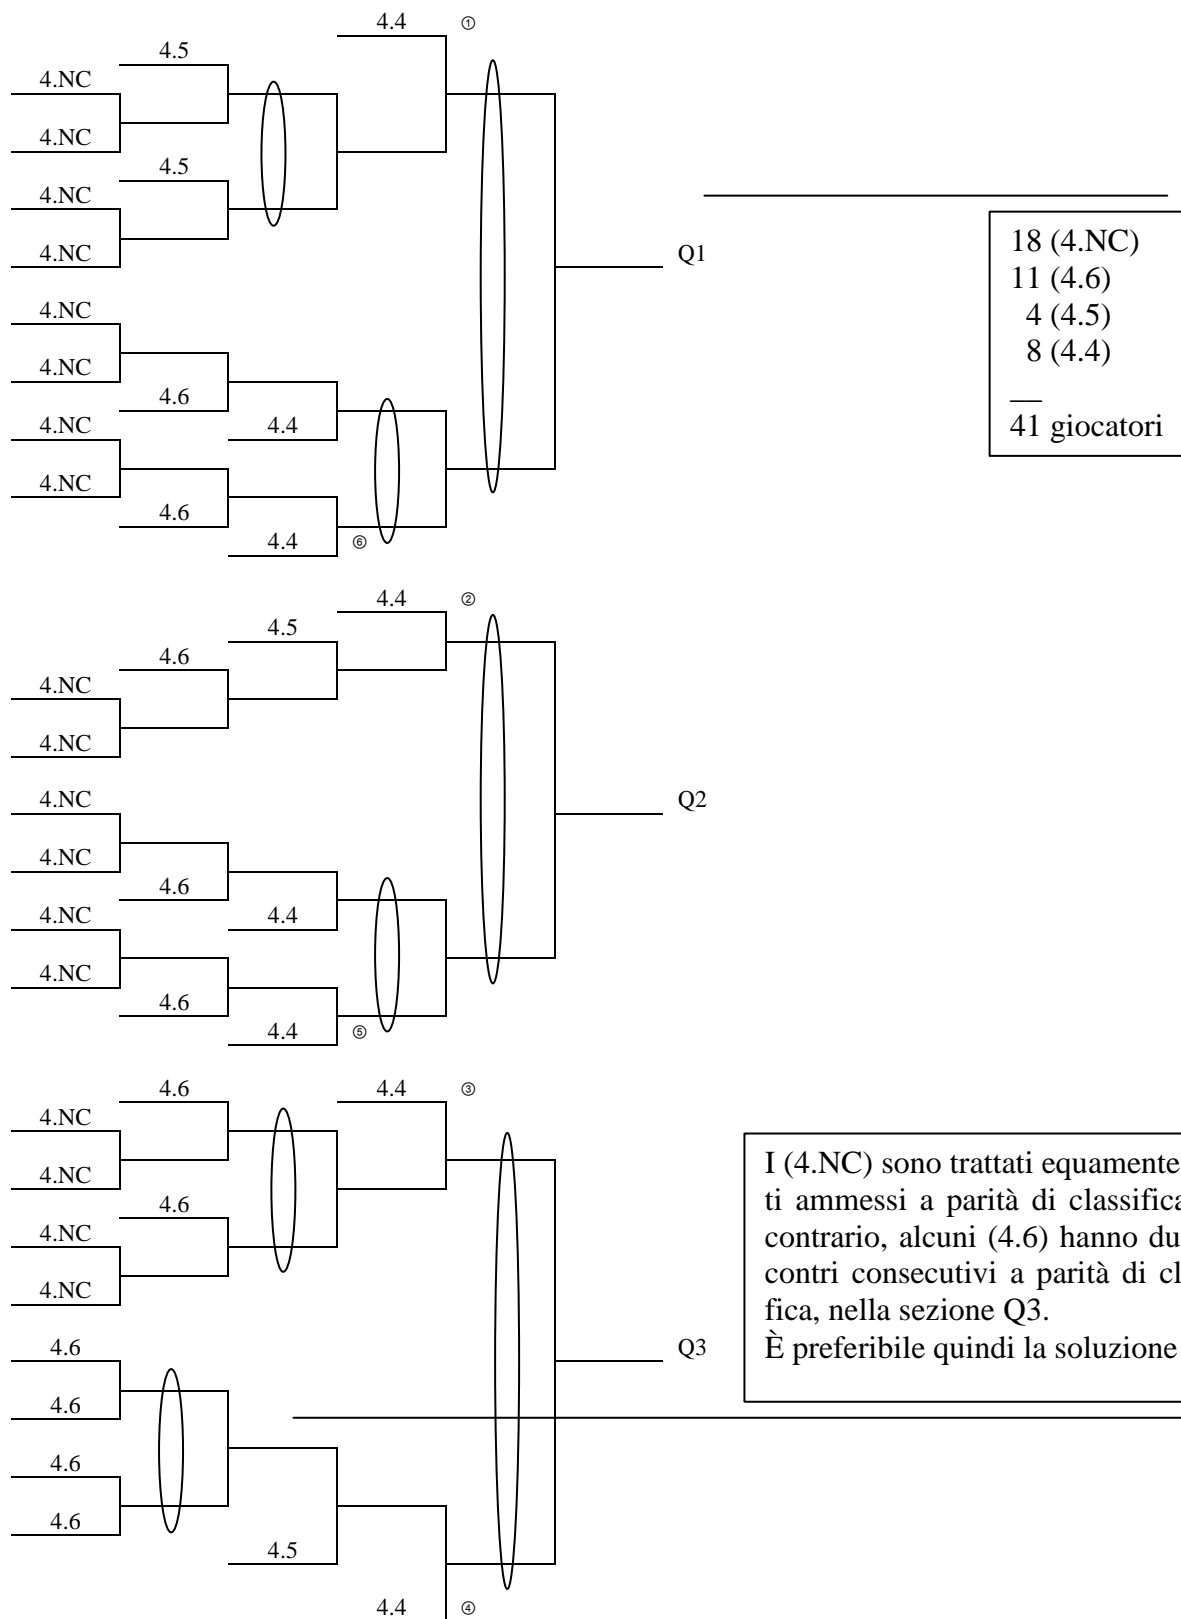 4.4 ①
4.5
4.NC
4.NC
4.5
4.NC
4.NC
Q1
4.NC
4.NC
4.6
4.NC
4.4
4.NC
4.6
4.4 ⑥
18 (4.NC)
11 (4.6)
4 (4.5)
8 (4.4)
__
41 giocatori
4.4 ②
4.5
4.6
4.NC
4.NC
4.NC
Q2
4.NC
4.6
4.NC
4.4
4.NC
4.6
4.4 ⑤
4.6
4.4 ③
4.NC
4.NC
4.6
4.NC
4.NC
4.6
Q3
4.6
4.6
4.6
4.5
4.4 ④
I (4.NC) sono trattati equamente
ti ammessi a parità di classifica
contrario, alcuni (4.6) hanno du
contri consecutivi a parità di cl
fica, nella sezione Q3.
È preferibile quindi la soluzione